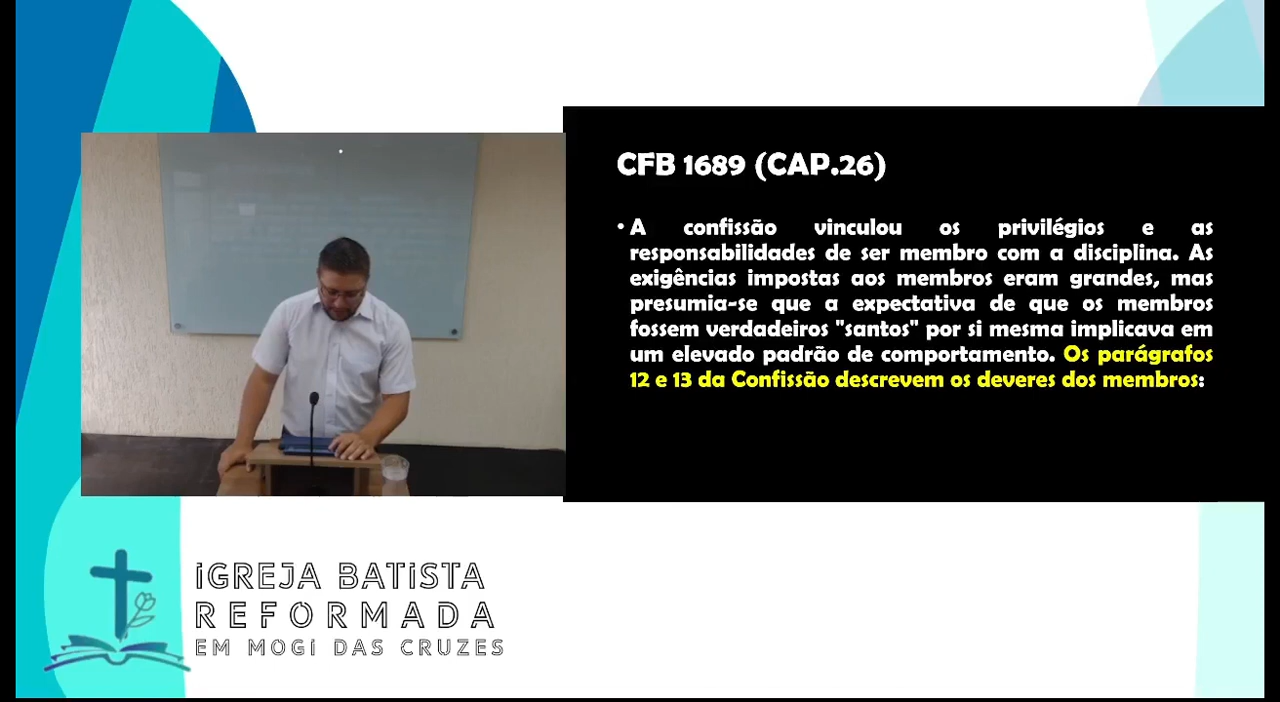 CFB 1689 (CAP.26)
• A confissão vinculou os privilégios e as
responsabilidades de ser membro com a disciplina. As
exigências impostas aos membros eram grandes, mas
presumia-se que a expectativa de que os membros
fossem verdadeiros "santos" por si mesma implicava em
um elevado padrão de comportamento. Os parágrafos
12 e 13 da Confissão descrevem os deveres dos membros:
IGREJA BATISTA
REFORMADA
EM MOGI DAS CRUZES